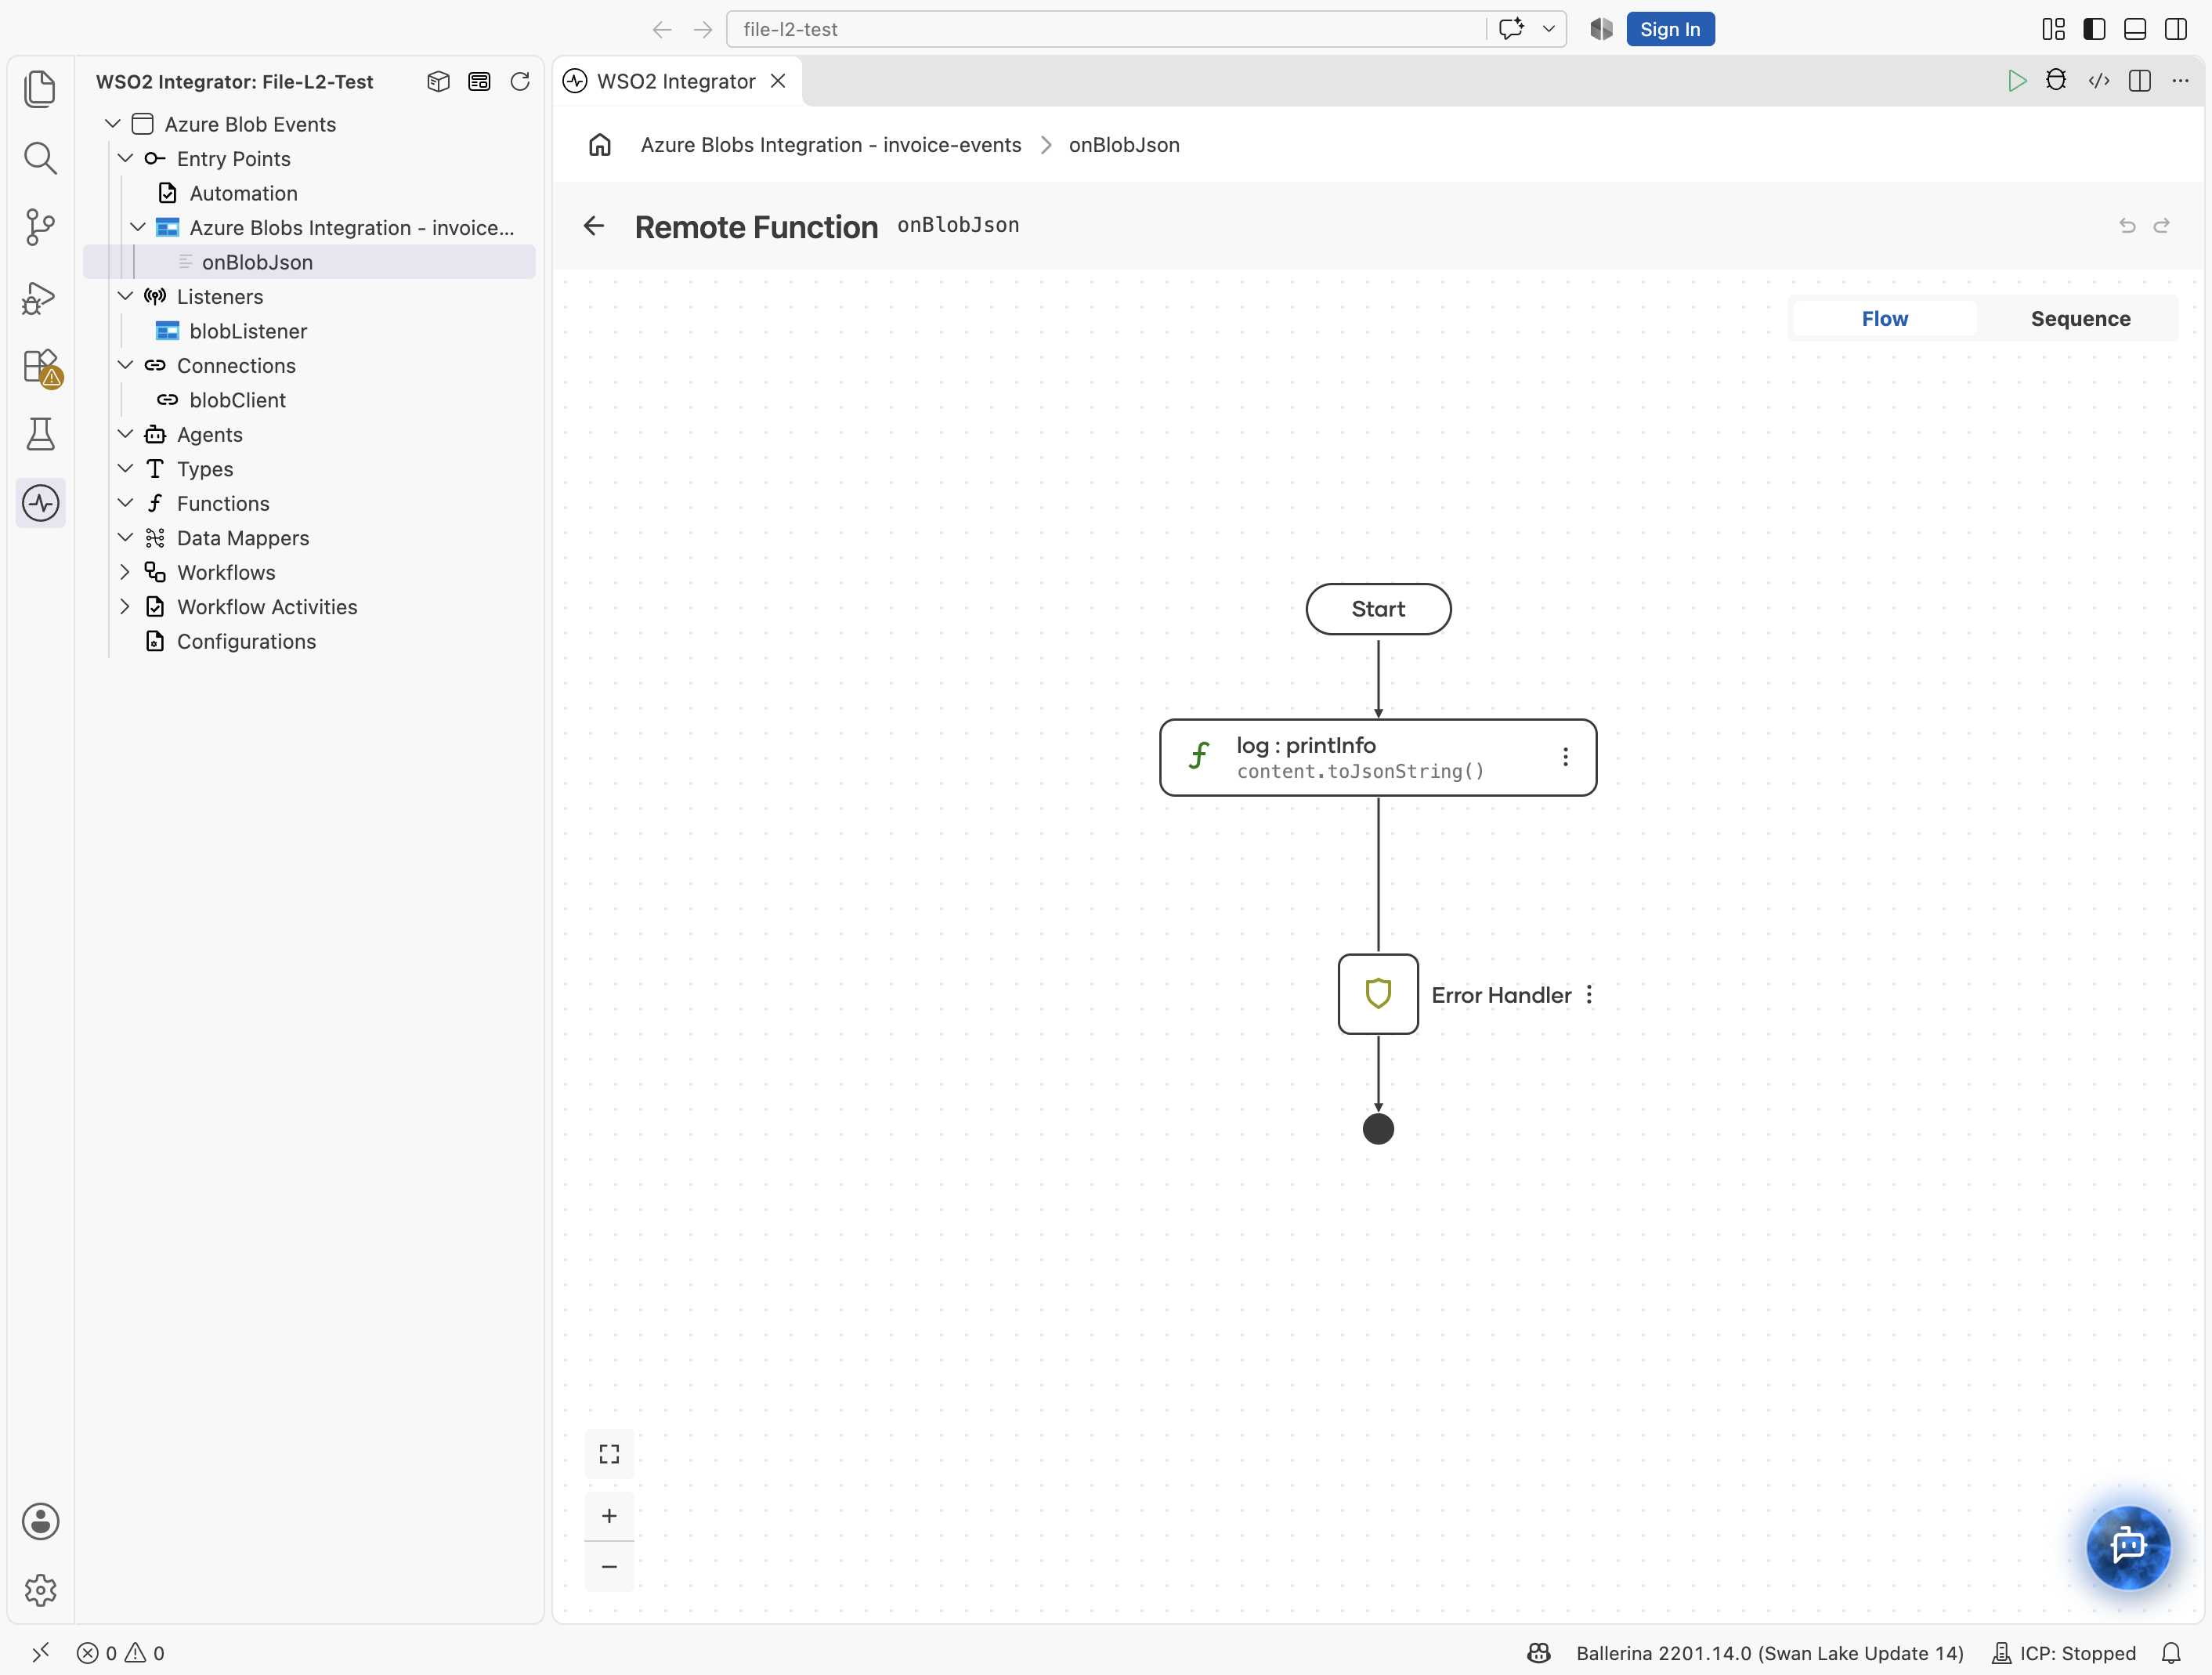 file-l2-test
Sign In
WSO2 Integrator: File-L2-Test
WSO2 Integrator
Azure Blob Events
Entry Points
Automation
Azure Blobs Integration - invoice...
onBlobJson
Listeners
blobListener
Connections
blobClient
Agents
Types
Functions
Data Mappers
Workflows
Workflow Activities
Configurations
Azure Blobs Integration - invoice-events
onBlobJson
Remote Function onBlobJson
Flow
Sequence
Start
log : printInfo
content.toJsonString()
Error Handler
0 0
Ballerina 2201.14.0 (Swan Lake Update 14)
ICP: Stopped